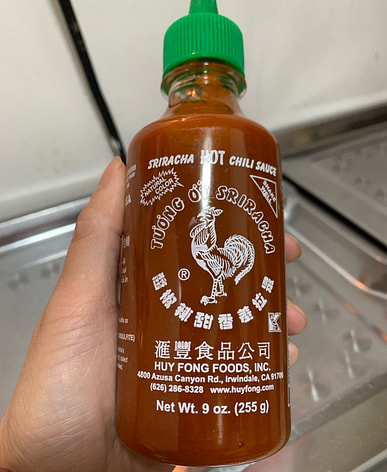 SRIRACHA HOT CHILI SAUCE
NATURAL
COLOR
TƯƠNG ỚT SRIRACHA
®
是拉差香甜辣椒醬
滙豐食品公司
HUY FONG FOODS, INC.
4800 Azusa Canyon Rd., Irwindale, CA 91706
(626) 286-8328 www.huyfong.com
Net Wt. 9 oz. (255 g)
K